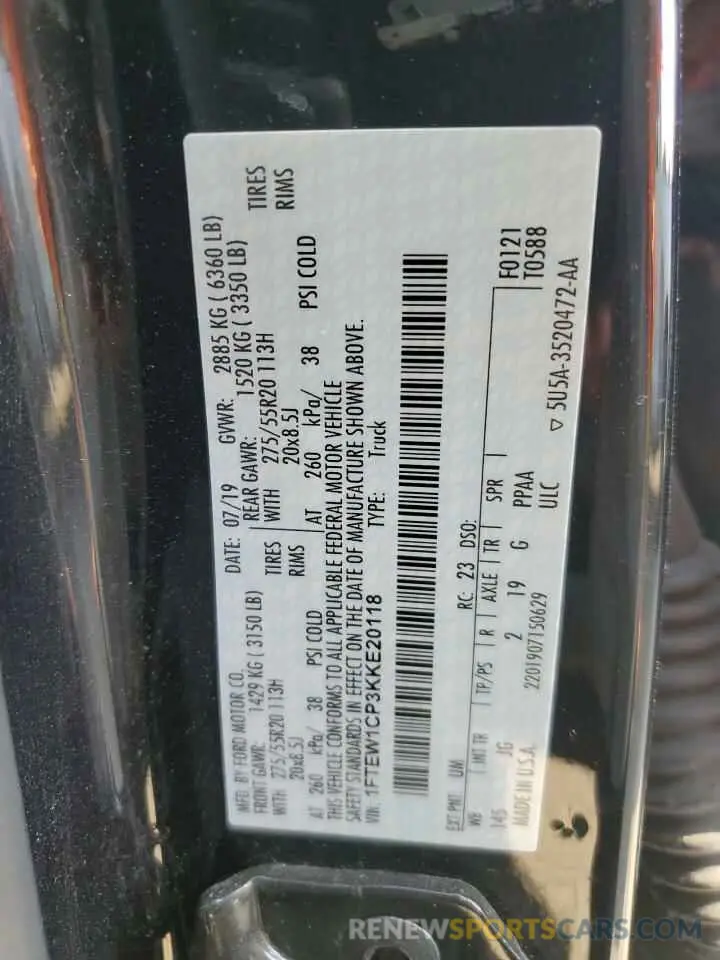 MFD. BY FORD MOTOR CO. DATE: 07/19 GVWR: 2885 KG ( 6360 LB)
FRONT GAWR: 1429 KG ( 3150 LB) REAR GAWR: 1520 KG ( 3350 LB)
WITH 275/55R20 113H TIRES WITH 275/55R20 113H TIRES
20x8.5J RIMS 20x8.5J RIMS
AT 260 kPa/ 38 PSI COLD AT 260 kPa/ 38 PSI COLD
THIS VEHICLE CONFORMS TO ALL APPLICABLE FEDERAL MOTOR VEHICLE
SAFETY STANDARDS IN EFFECT ON THE DATE OF MANUFACTURE SHOWN ABOVE.
VIN: 1FTEW1CP3KKE20118 TYPE: Truck
EXT PNT: UM RC: 23 DSO:
WB INT TR TP/PS R AXLE TR SPR F0121
145 JG 2 19 G PPAA T0588
MADE IN U.S.A. 2201907150629 ULC
▽ 5U5A-3520472-AA
RENEWSPORTSCARS.COM